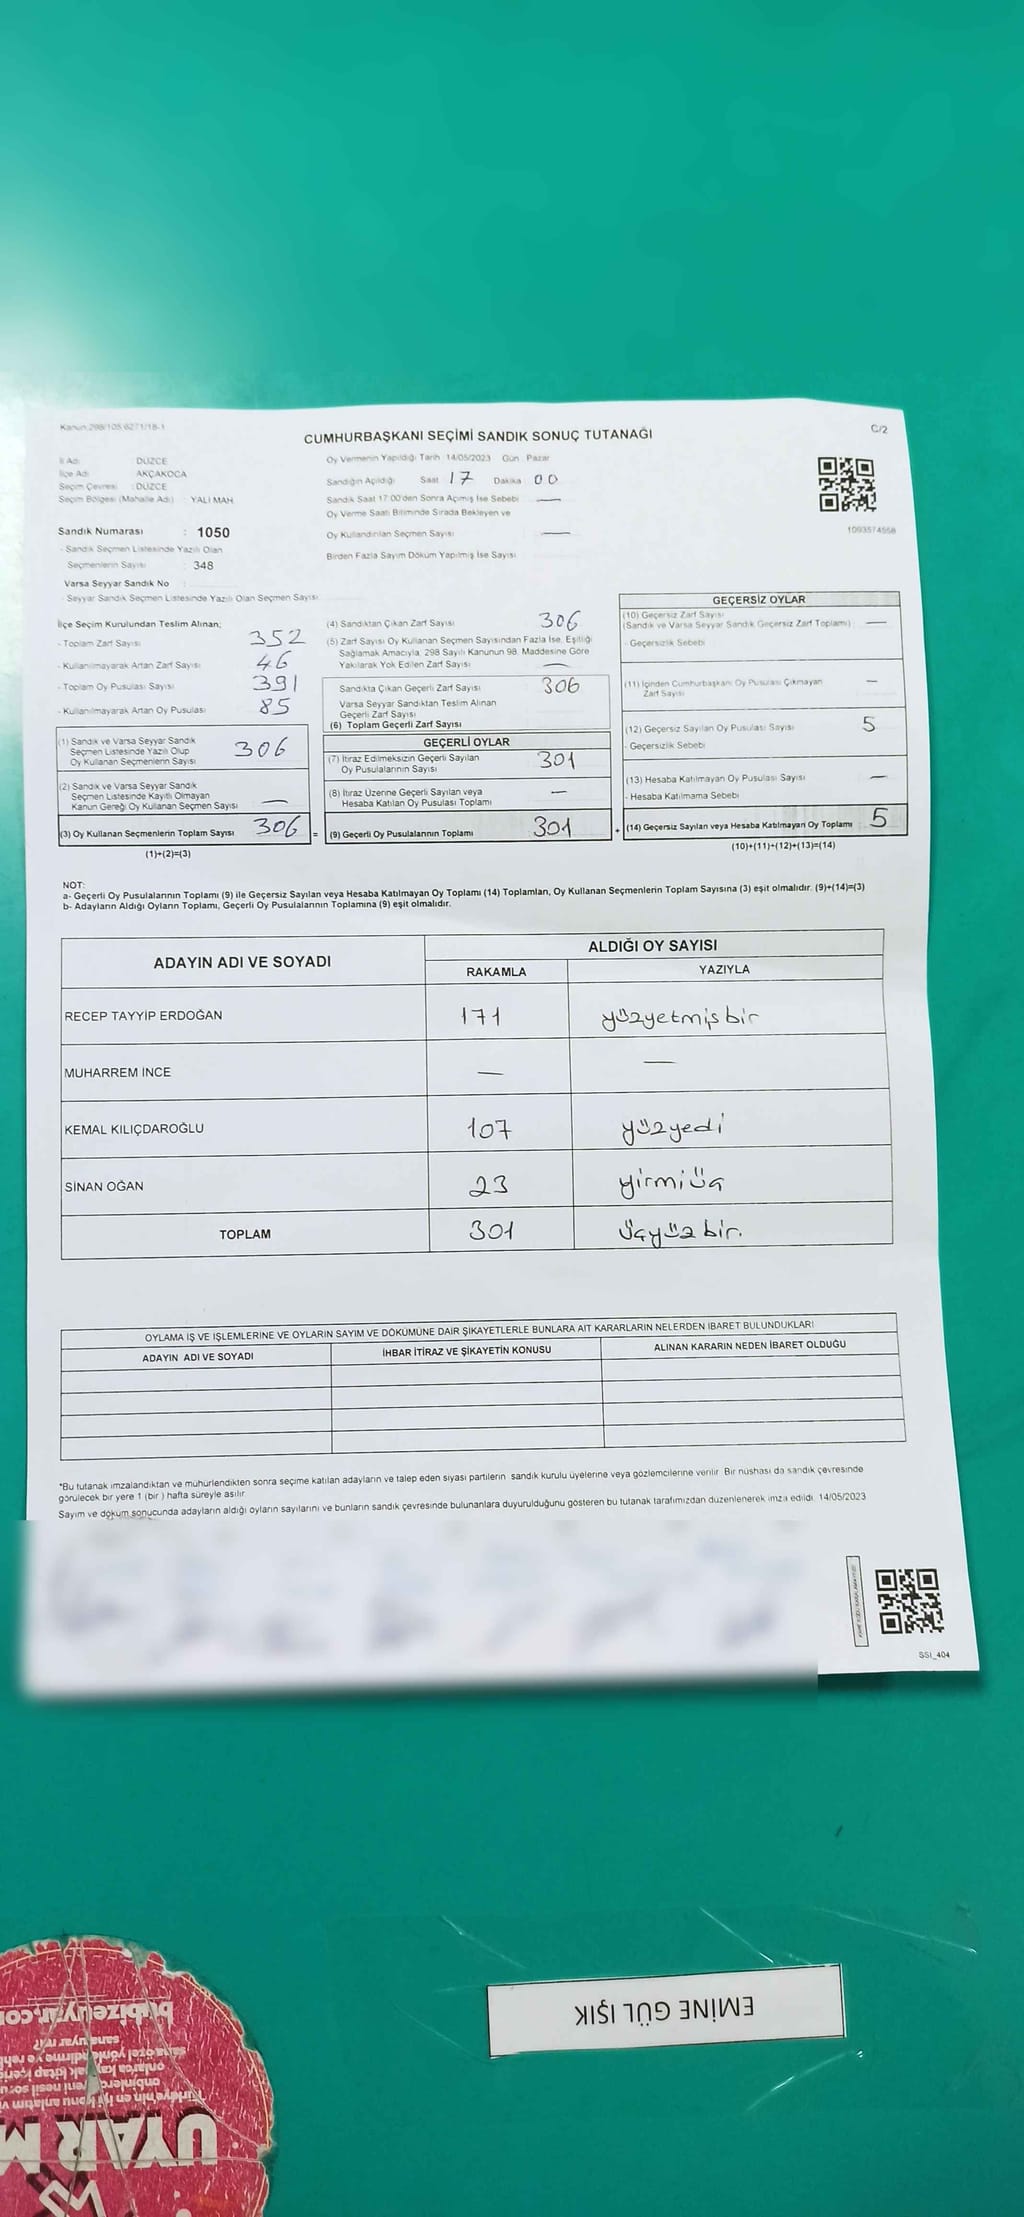 Kanun:298/105,6271/18-1
CUMHURBAŞKANI SEÇİMİ SANDIK SONUÇ TUTANAĞI
C/2
İl Adı : DÜZCE
İlçe Adı : AKÇAKOCA
Seçim Çevresi : DÜZCE
Seçim Bölgesi (Mahalle Adı) : YALI MAH.
Oy Vermenin Yapıldığı Tarih :14/05/2023 Gün : Pazar
Sandığın Açıldığı Saat 17 Dakika 00
Sandık Saat 17:00'den Sonra Açımış İse Sebebi —
Oy Verme Saati Bitiminde Sırada Bekleyen ve
Oy Kullandırılan Seçmen Sayısı —
Birden Fazla Sayım Döküm Yapılmış İse Sayısı
1093574558
Sandık Numarası : 1050
- Sandık Seçmen Listesinde Yazılı Olan
Seçmenlerin Sayısı : 348
Varsa Seyyar Sandık No :
- Seyyar Sandık Seçmen Listesinde Yazılı Olan Seçmen Sayısı
İlçe Seçim Kurulundan Teslim Alınan;
- Toplam Zarf Sayısı 352
- Kullanılmayarak Artan Zarf Sayısı 46
- Toplam Oy Pusulası Sayısı 391
- Kullanılmayarak Artan Oy Pusulası 85
(1) Sandık ve Varsa Seyyar Sandık
Seçmen Listesinde Yazılı Olup
Oy Kullanan Seçmenlerin Sayısı 306
(2) Sandık ve Varsa Seyyar Sandık
Seçmen Listesinde Kayıtlı Olmayan
Kanun Gereği Oy Kullanan Seçmen Sayısı —
(3) Oy Kullanan Seçmenlerin Toplam Sayısı 306 =
(1)+(2)=(3)
(4) Sandıktan Çıkan Zarf Sayısı 306
(5) Zarf Sayısı Oy Kullanan Seçmen Sayısından Fazla İse, Eşitliği
Sağlamak Amacıyla, 298 Sayılı Kanunun 98. Maddesine Göre
Yakılarak Yok Edilen Zarf Sayısı —
Sandıkta Çıkan Geçerli Zarf Sayısı 306
Varsa Seyyar Sandıktan Teslim Alınan
Geçerli Zarf Sayısı
(6) Toplam Geçerli Zarf Sayısı
GEÇERLİ OYLAR
(7) İtiraz Edilmeksizin Geçerli Sayılan
Oy Pusulalarının Sayısı 301
(8) İtiraz Üzerine Geçerli Sayılan veya
Hesaba Katılan Oy Pusulası Toplamı —
(9) Geçerli Oy Pusulalarının Toplamı 301 +
GEÇERSİZ OYLAR
(10) Geçersiz Zarf Sayısı
(Sandık ve Varsa Seyyar Sandık Geçersiz Zarf Toplamı) —
- Geçersizlik Sebebi
(11) İçinden Cumhurbaşkanı Oy Pusulası Çıkmayan
Zarf Sayısı —
(12) Geçersiz Sayılan Oy Pusulası Sayısı 5
- Geçersizlik Sebebi
(13) Hesaba Katılmayan Oy Pusulası Sayısı —
- Hesaba Katılmama Sebebi
(14) Geçersiz Sayılan veya Hesaba Katılmayan Oy Toplamı 5
(10)+(11)+(12)+(13)=(14)
NOT:
a- Geçerli Oy Pusulalarının Toplamı (9) ile Geçersiz Sayılan veya Hesaba Katılmayan Oy Toplamı (14) Toplamları, Oy Kullanan Seçmenlerin Toplam Sayısına (3) eşit olmalıdır. (9)+(14)=(3)
b- Adayların Aldığı Oyların Toplamı, Geçerli Oy Pusulalarının Toplamına (9) eşit olmalıdır.
ADAYIN ADI VE SOYADI
ALDIĞI OY SAYISI
RAKAMLA YAZIYLA
RECEP TAYYİP ERDOĞAN 171 yüzyetmişbir
MUHARREM İNCE — —
KEMAL KILIÇDAROĞLU 107 yüzyedi
SİNAN OĞAN 23 yirmiüç
TOPLAM 301 üçyüzbir.
OYLAMA İŞ VE İŞLEMLERİNE VE OYLARIN SAYIM VE DÖKÜMÜNE DAİR ŞİKAYETLERLE BUNLARA AİT KARARLARIN NELERDEN İBARET BULUNDUKLARI
ADAYIN ADI VE SOYADI İHBAR İTİRAZ VE ŞİKAYETİN KONUSU ALINAN KARARIN NEDEN İBARET OLDUĞU
*Bu tutanak imzalandıktan ve mühürlendikten sonra seçime katılan adayların ve talep eden siyasi partilerin sandık kurulu üyelerine veya gözlemcilerine verilir. Bir nüshası da sandık çevresinde
görülecek bir yere 1 (bir ) hafta süreyle asılır.
Sayım ve döküm sonucunda adayların aldığı oyların sayılarını ve bunların sandık çevresinde bulunanlara duyurulduğunu gösteren bu tutanak tarafımızdan düzenlenerek imza edildi. 14/05/2023
SSI_404
EMİNE GÜL IŞIK
bubizeuyar.com
sana uyar mı?
UYAR M